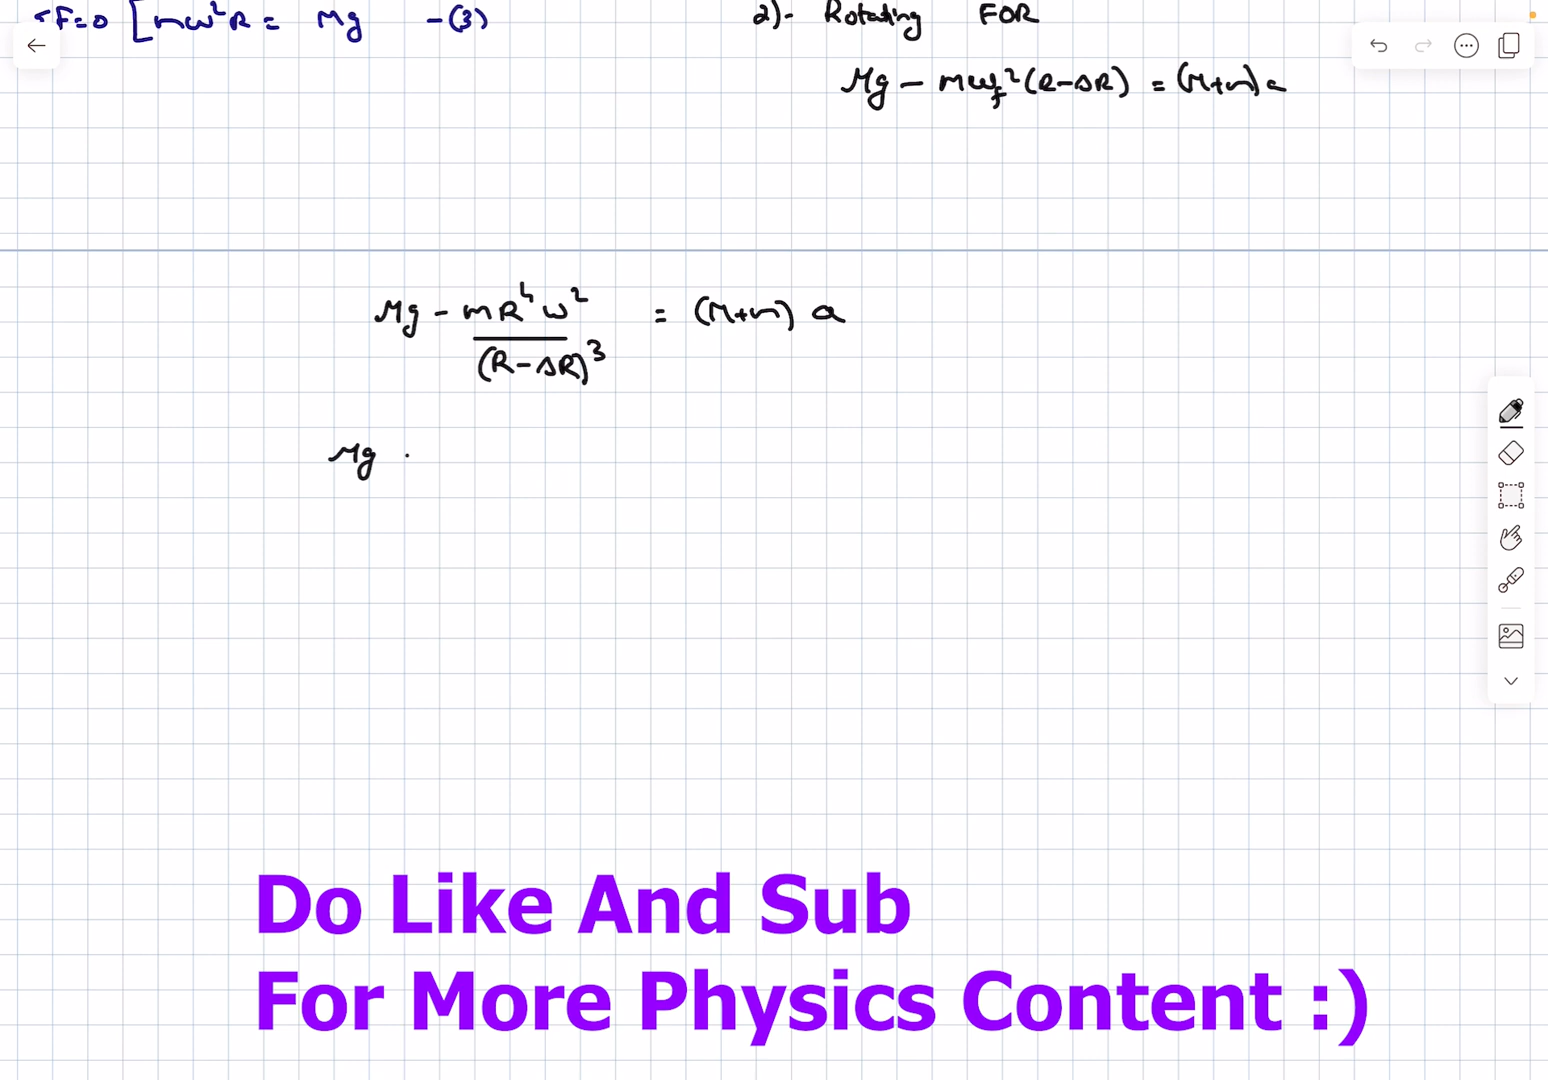 ΣF=0 [mω²R = Mg -(3)
2)- Rotating FOR
Mg - mω_f²(R-ΔR) = (M+m)a
Mg - mR⁴ω² / (R-ΔR)³ = (M+m) a
Mg -
Do Like And Sub
For More Physics Content :)